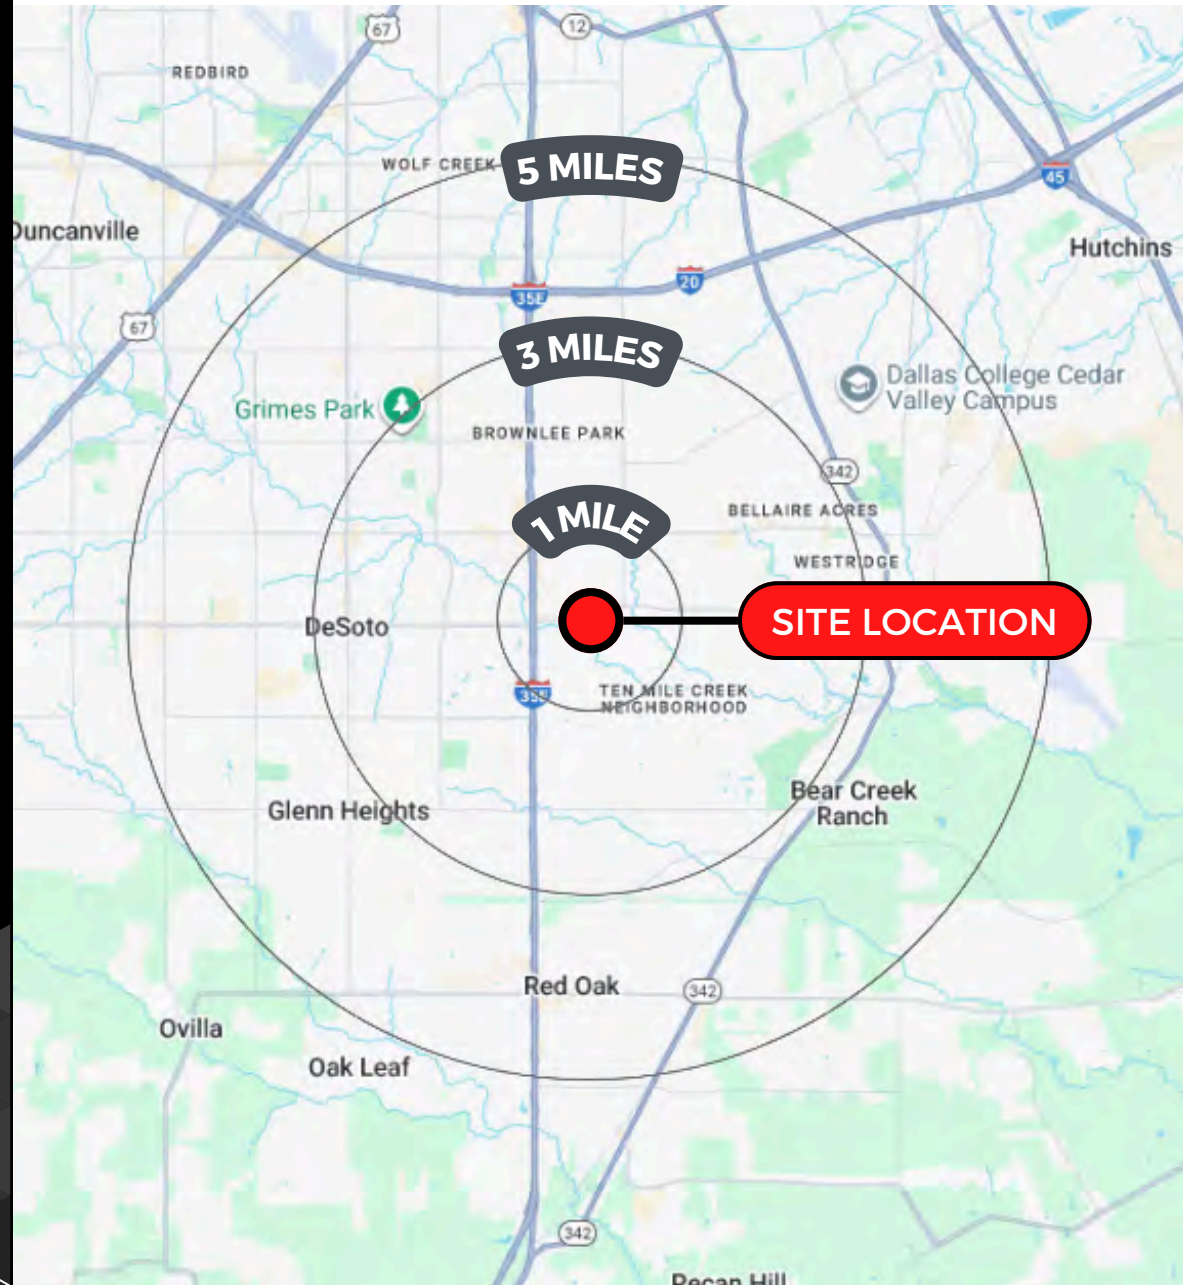 67
12
REDBIRD
WOLF CREEK
5 MILES
45
Duncanville
Hutchins
20
35E
67
3 MILES
Dallas College Cedar
Valley Campus
Grimes Park
BROWNLEE PARK
342
1 MILE
BELLAIRE ACRES
WESTRIDGE
SITE LOCATION
DeSoto
35E
TEN MILE CREEK
NEIGHBORHOOD
Bear Creek
Ranch
Glenn Heights
Red Oak
342
Ovilla
Oak Leaf
342
Pecan Hill